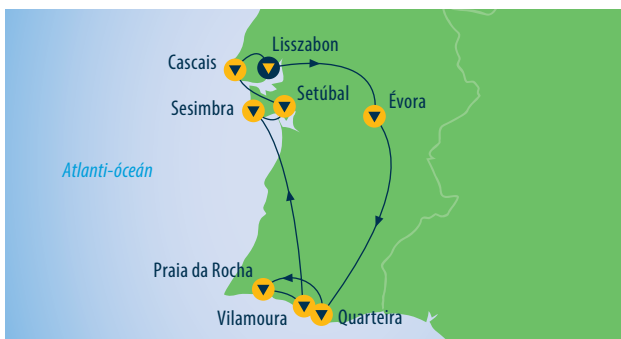 Lisszabon
Cascais
Setúbal
Sesimbra
Évora
Atlanti-óceán
Praia da Rocha
Vilamoura
Quarteira